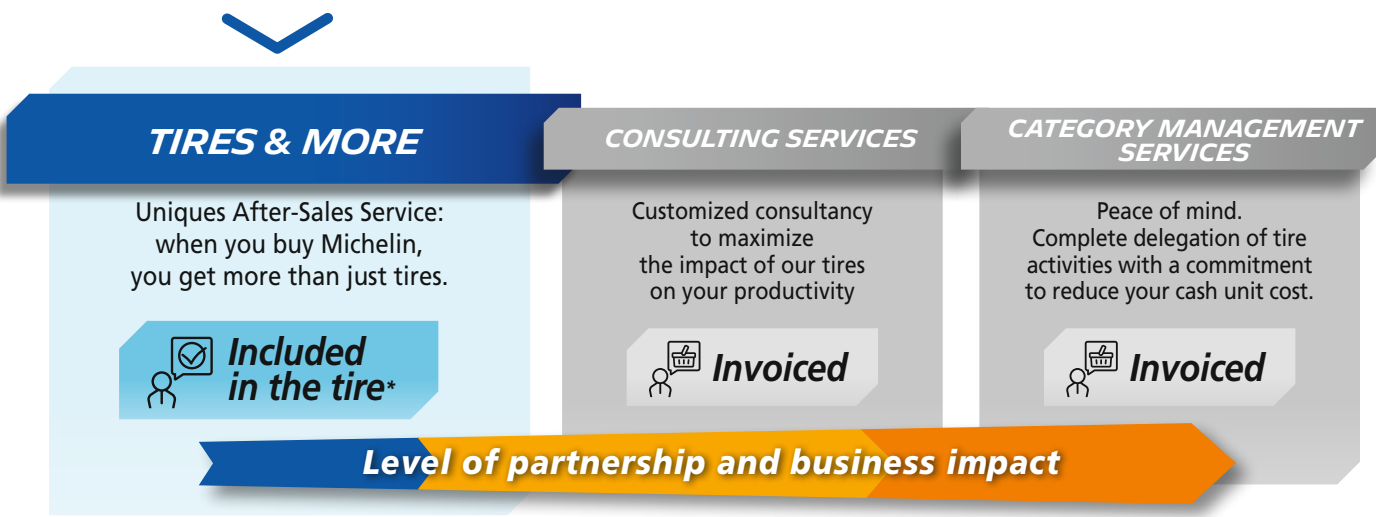 TIRES & MORE
Uniques After-Sales Service:
when you buy Michelin,
you get more than just tires.
Included
in the tire*
CONSULTING SERVICES
Customized consultancy
to maximize
the impact of our tires
on your productivity
Invoiced
CATEGORY MANAGEMENT
SERVICES
Peace of mind.
Complete delegation of tire
activities with a commitment
to reduce your cash unit cost.
Invoiced
Level of partnership and business impact